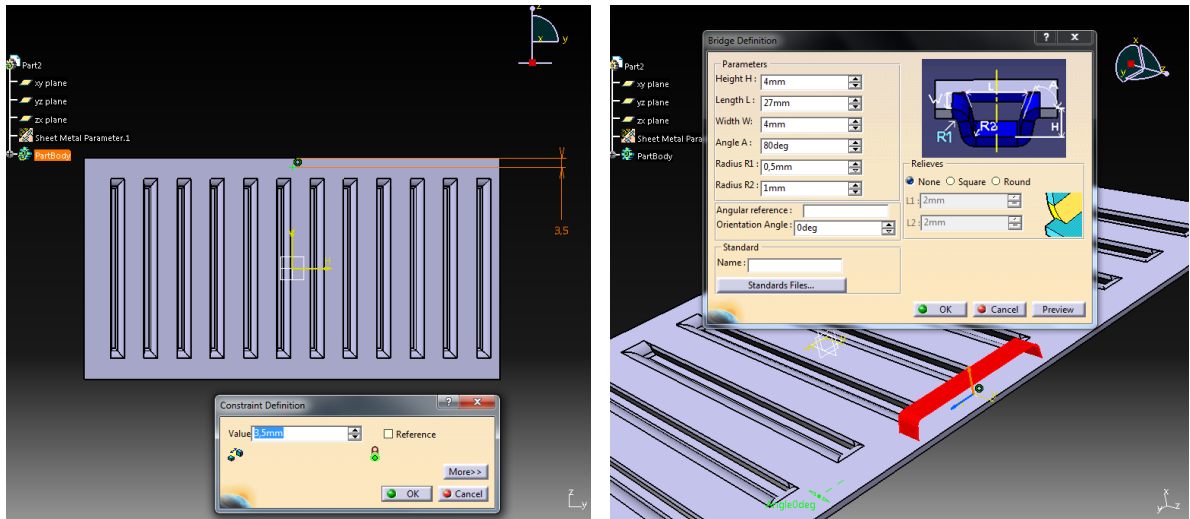 z
x
y
Part2
xy plane
yz plane
zx plane
Sheet Metal Parameter.1
PartBody
V
3,5
Constraint Definition
?
X
Value
3,5mm
Reference
More>>
OK
Cancel
z
y
Part2
xy plane
yz plane
zx plane
Sheet Metal Para
PartBody
Bridge Definition
?
X
Parameters
Height H :
4mm
Length L :
27mm
Width W:
4mm
Angle A :
80deg
Radius R1 :
0,5mm
Radius R2 :
1mm
Angular reference :
Orientation Angle :
0deg
Standard
Name :
Standards Files...
L
A
W
H
R1
R2
Relieves
None
Square
Round
L1 :
2mm
L2 :
2mm
OK
Cancel
Preview
x
y
z
Angle0deg
x
y
z